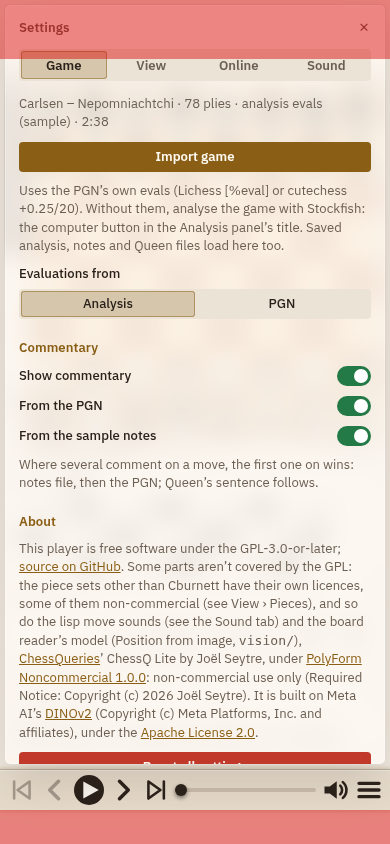 Settings ×
Game View Online Sound
Carlsen – Nepomniachtchi · 78 plies · analysis evals
(sample) · 2:38
Import game
Uses the PGN’s own evals (Lichess [%eval] or cutechess
+0.25/20). Without them, analyse the game with Stockfish:
the computer button in the Analysis panel’s title. Saved
analysis, notes and Queen files load here too.
Evaluations from
Analysis PGN
Commentary
Show commentary
From the PGN
From the sample notes
Where several comment on a move, the first one on wins:
notes file, then the PGN; Queen’s sentence follows.
About
This player is free software under the GPL-3.0-or-later;
source on GitHub. Some parts aren’t covered by the GPL:
the piece sets other than Cburnett have their own licences,
some of them non-commercial (see View › Pieces), and so
do the lisp move sounds (see the Sound tab) and the board
reader’s model (Position from image, vision/),
ChessQueries’ ChessQ Lite by Joël Seytre, under PolyForm
Noncommercial 1.0.0: non-commercial use only (Required
Notice: Copyright (c) 2026 Joël Seytre). It is built on Meta
AI’s DINOv2 (Copyright (c) Meta Platforms, Inc. and
affiliates), under the Apache License 2.0.